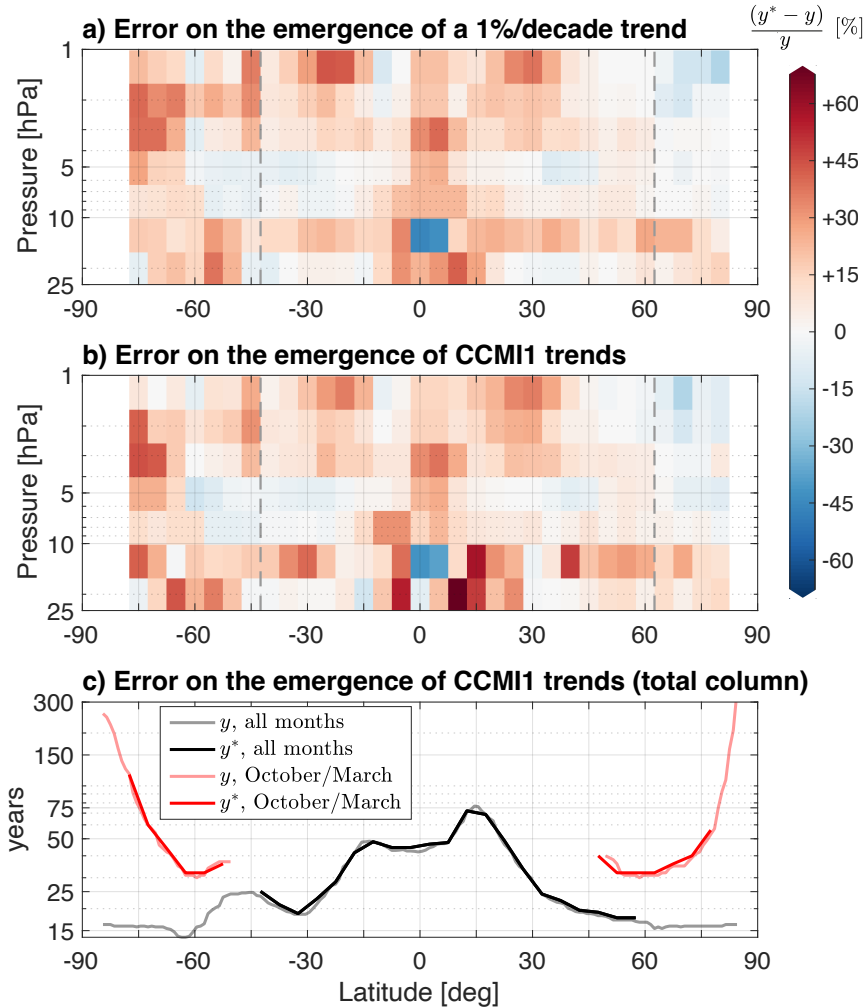 a) Error on the emergence of a 1%/decade trend
(y* − y)
y
[%]
1
5
10
25
Pressure [hPa]
-90 -60 -30 0 30 60 90
+60
+45
+30
+15
0
-15
-30
-45
-60
b) Error on the emergence of CCMI1 trends
1
5
10
25
Pressure [hPa]
-90 -60 -30 0 30 60 90
c) Error on the emergence of CCMI1 trends (total column)
300
150
75
50
25
15
years
y, all months
y*, all months
y, October/March
y*, October/March
-90 -60 -30 0 30 60 90
Latitude [deg]